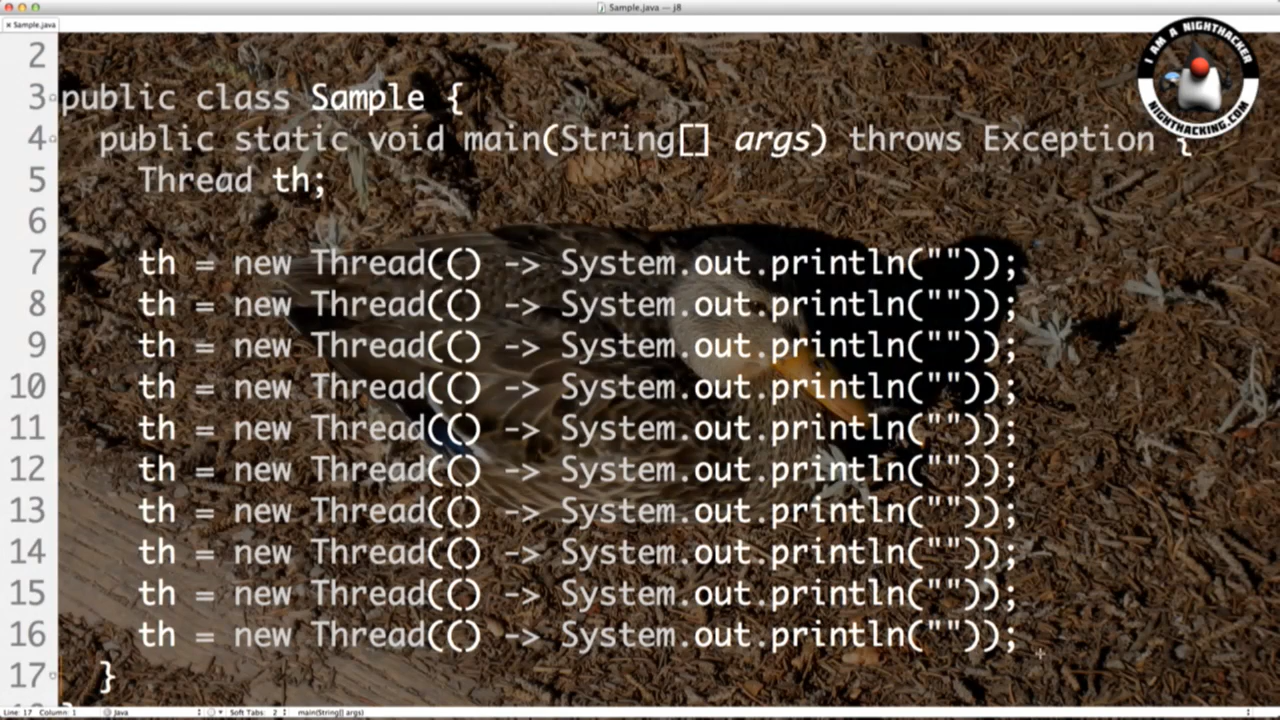 Sample.java — j8
× Sample.java
I AM A NIGHTHACKER
NIGHTHACKING.COM
2
3 public class Sample {
4 public static void main(String[] args) throws Exception {
5 Thread th;
6
7 th = new Thread(() -> System.out.println(""));
8 th = new Thread(() -> System.out.println(""));
9 th = new Thread(() -> System.out.println(""));
10 th = new Thread(() -> System.out.println(""));
11 th = new Thread(() -> System.out.println(""));
12 th = new Thread(() -> System.out.println(""));
13 th = new Thread(() -> System.out.println(""));
14 th = new Thread(() -> System.out.println(""));
15 th = new Thread(() -> System.out.println(""));
16 th = new Thread(() -> System.out.println(""));
17 }
Line: 17 Column: 1 Java Soft Tabs: 2 main(String[] args)